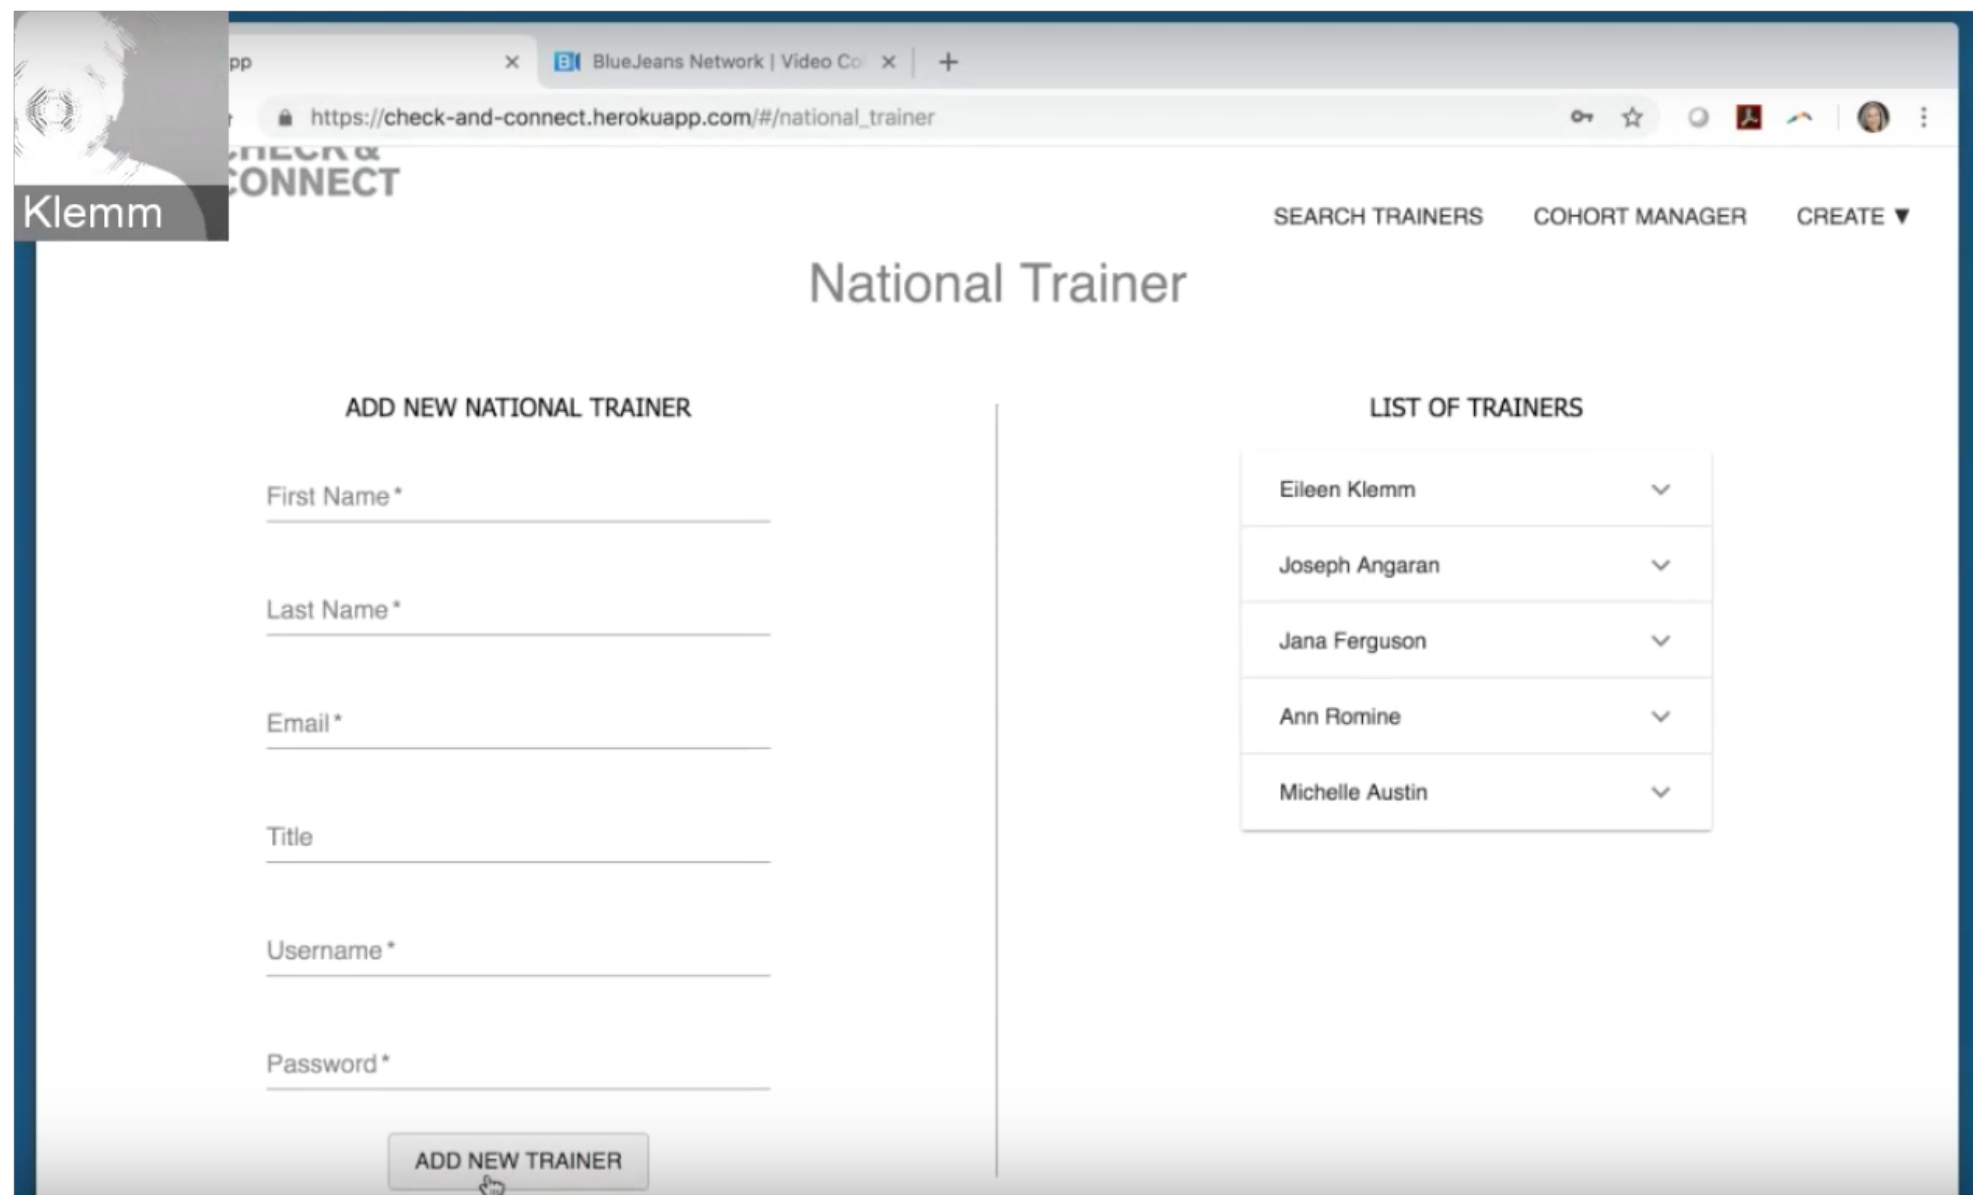 pp
BlueJeans Network | Video Co
https://check-and-connect.herokuapp.com/#/national_trainer
CHECK &
CONNECT
Klemm
SEARCH TRAINERS COHORT MANAGER CREATE ▼
National Trainer
ADD NEW NATIONAL TRAINER
First Name *
Last Name *
Email *
Title
Username *
Password *
ADD NEW TRAINER
LIST OF TRAINERS
Eileen Klemm
Joseph Angaran
Jana Ferguson
Ann Romine
Michelle Austin